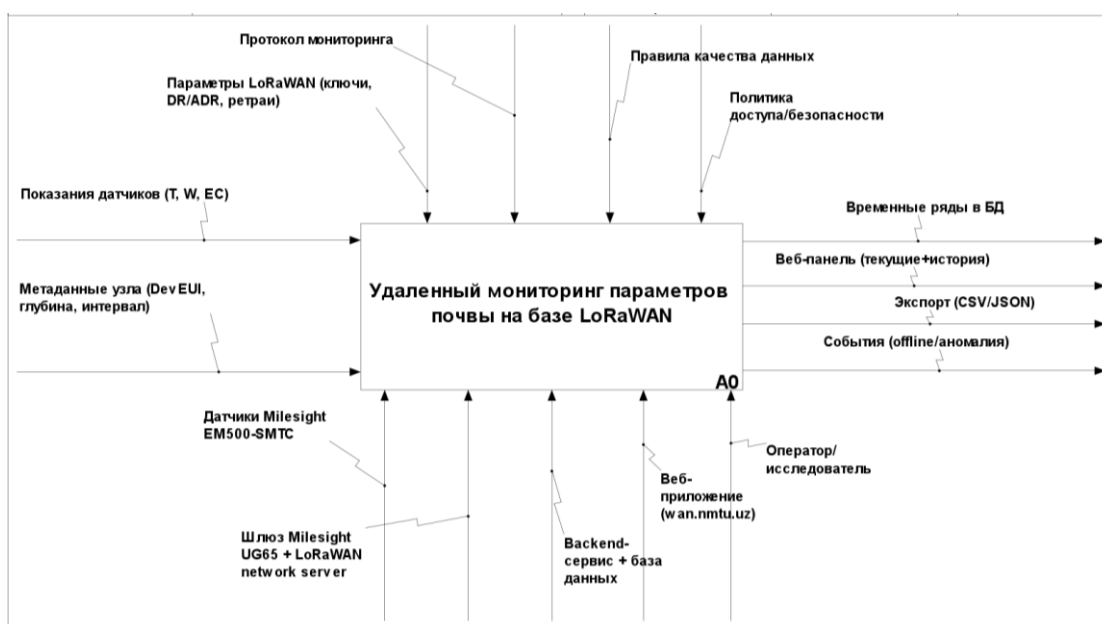 Протокол мониторинга
Параметры LoRaWAN (ключи,
DR/ADR, ретраи)
Правила качества данных
Политика
доступа/безопасности
Показания датчиков (T, W, EC)
Метаданные узла (DevEUI,
глубина, интервал)
Удаленный мониторинг параметров
почвы на базе LoRaWAN
A0
Временные ряды в БД
Веб-панель (текущие+история)
Экспорт (CSV/JSON)
События (offline/аномалия)
Датчики Milesight
EM500-SMTC
Шлюз Milesight
UG65 + LoRaWAN
network server
Backend-
сервис + база
данных
Веб-
приложение
(wan.nmtu.uz)
Оператор/
исследователь